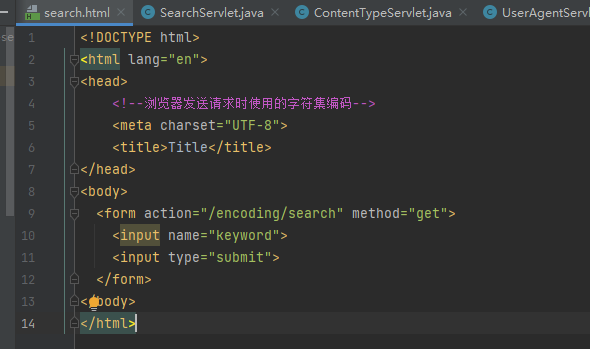 search.html SearchServlet.java ContentTypeServlet.java UserAgentServl
se
1 <!DOCTYPE html>
2 <html lang="en">
3 <head>
4 <!--浏览器发送请求时使用的字符集编码-->
5 <meta charset="UTF-8">
6 <title>Title</title>
7 </head>
8 <body>
9 <form action="/encoding/search" method="get">
10 <input name="keyword">
11 <input type="submit">
12 </form>
13 </body>
14 </html>